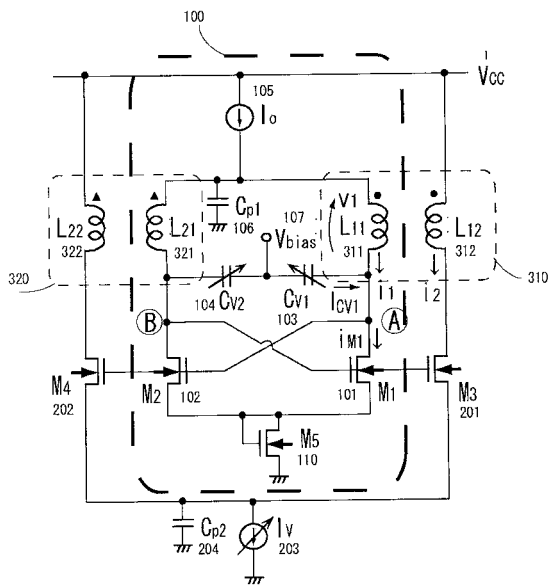 100
Vcc
105
Io
Cp1
106
107
Vbias
V1
L22
322
L21
321
L11
311
L12
312
320
310
104 CV2
CV1
103
ICV1
i1
i2
B
A
iM1
M4
202
M2
102
101
M1
M3
201
M5
110
Cp2
204
IV
203